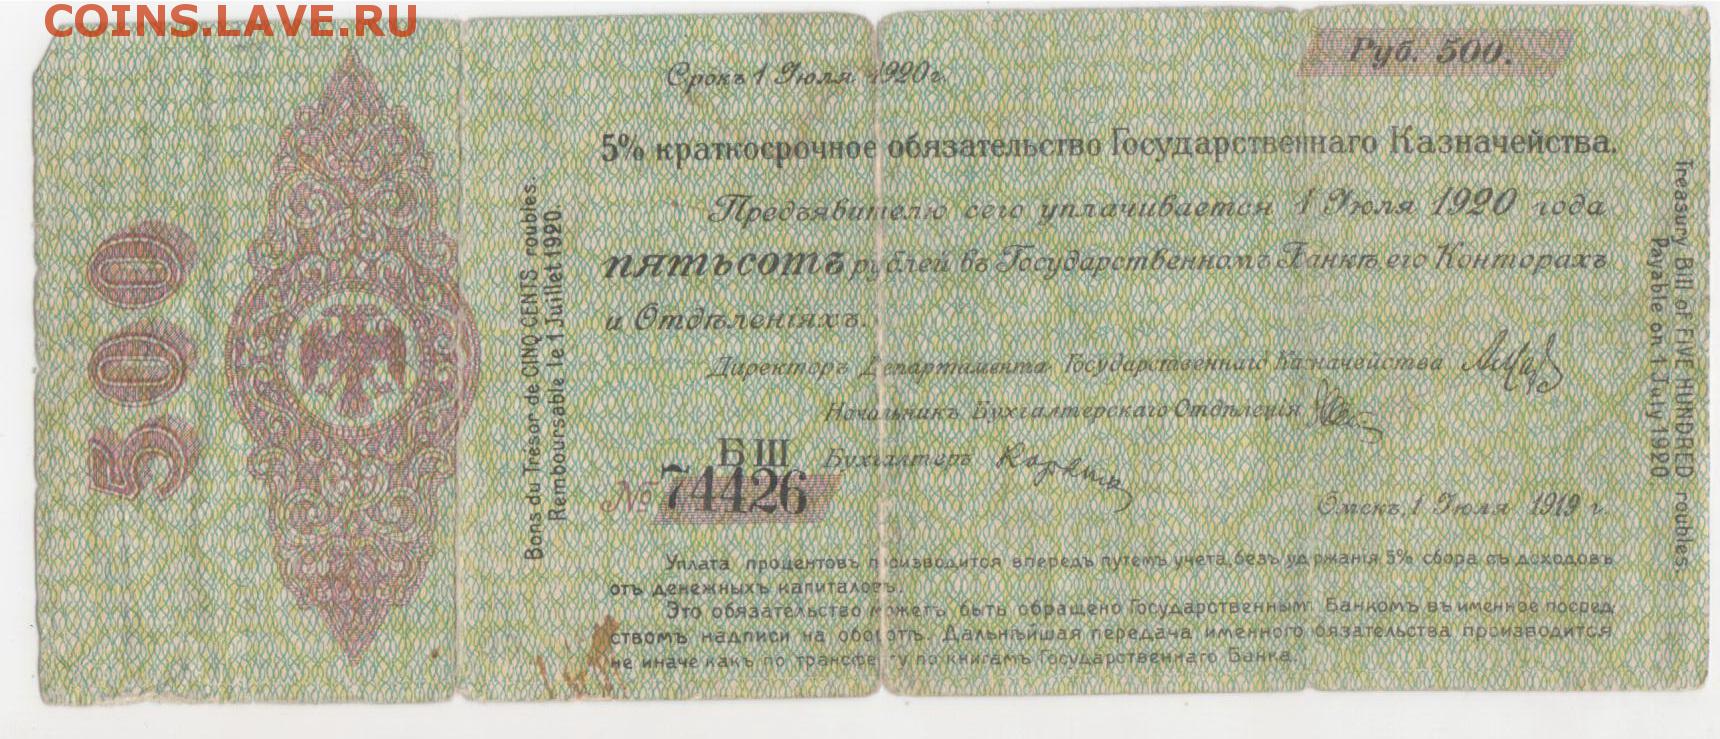 COINS.LAVE.RU
Руб. 500.
Срокъ 1 Июля 1920 г.
5% краткосрочное обязательство Государственнаго Казначейства.
Предъявителю сего уплачивается 1 Июля 1920 года
пятьсотъ рублей въ Государственномъ Банкѣ его Конторахъ
и Отдѣленіяхъ.
Директоръ Департамента Государственнаго Казначейства
Начальникъ Бухгалтерскаго Отдѣленія
Бухгалтеръ
БШ
№ 74426
Омскъ, 1 Июля 1919 г.
Уплата процентовъ производится впередъ путемъ учета, безъ удержанія 5% сбора съ доходовъ
отъ денежныхъ капиталовъ.
Это обязательство можетъ быть обращено Государственнымъ Банкомъ въ именное посред
ствомъ надписи на оборотѣ. Дальнѣйшая передача именного обязательства производится
не иначе какъ по трансферту по книгамъ Государственнаго Банка.
500
Bons du Tresor de CINQ CENTS roubles.
Remboursable le 1 Juillet 1920.
Treasury Bill of FIVE HUNDRED roubles.
Payable on 1 July 1920